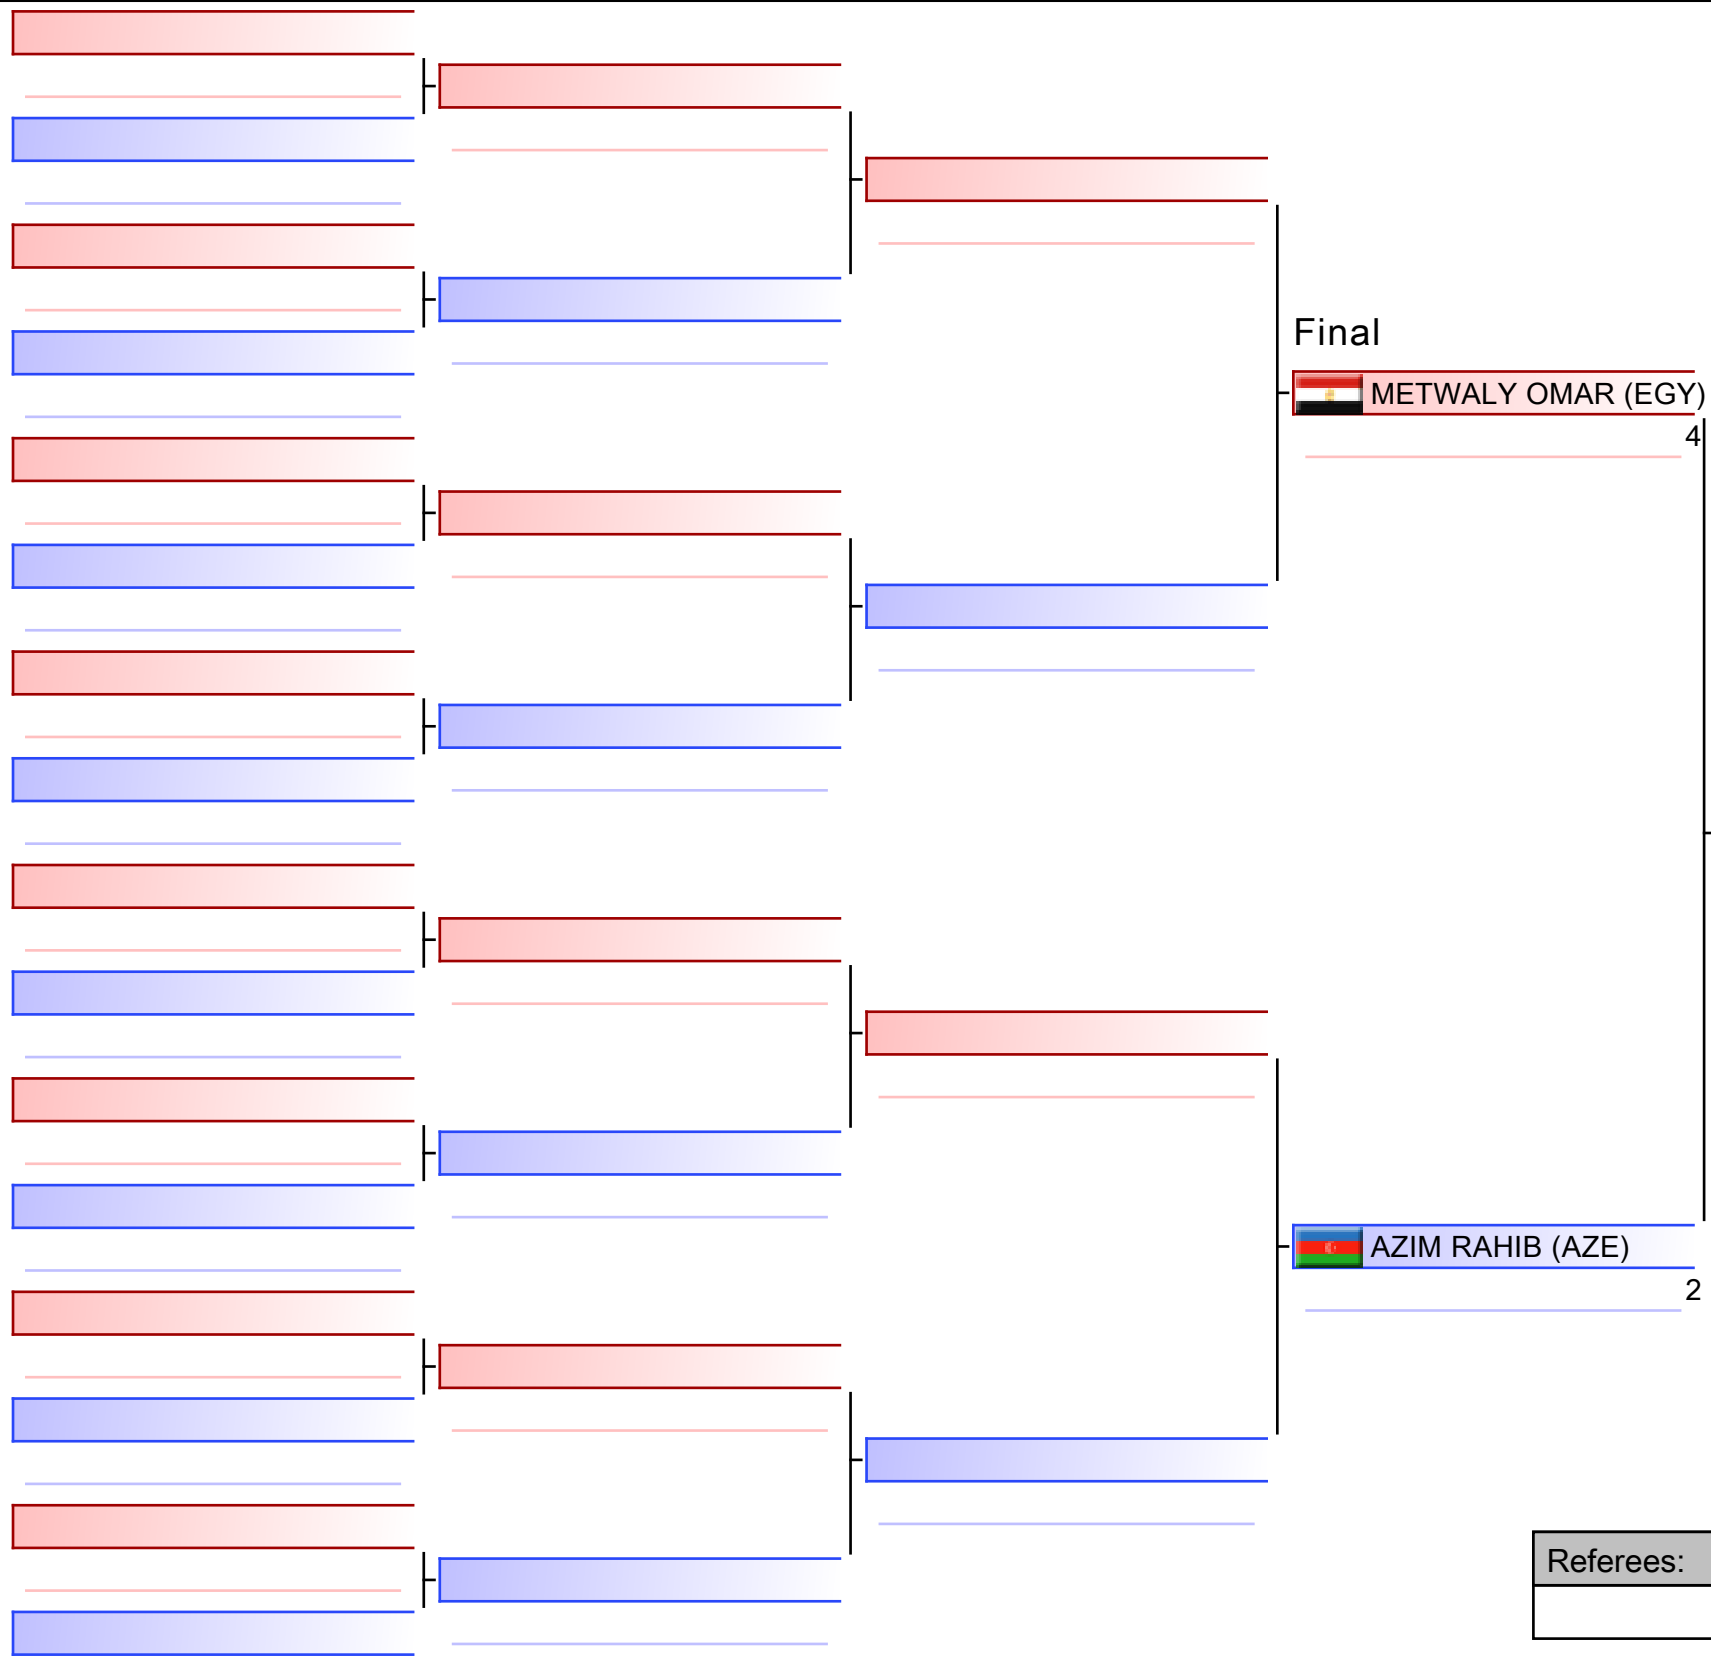 Final
METWALY OMAR (EGY)
4
AZIM RAHIB (AZE)
2
Referees: